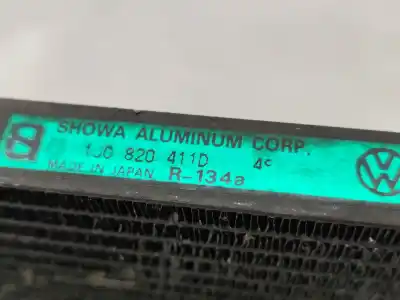 SHOWA ALUMINUM CORP.
1J0 820 411D 4C
MADE IN JAPAN R-134a